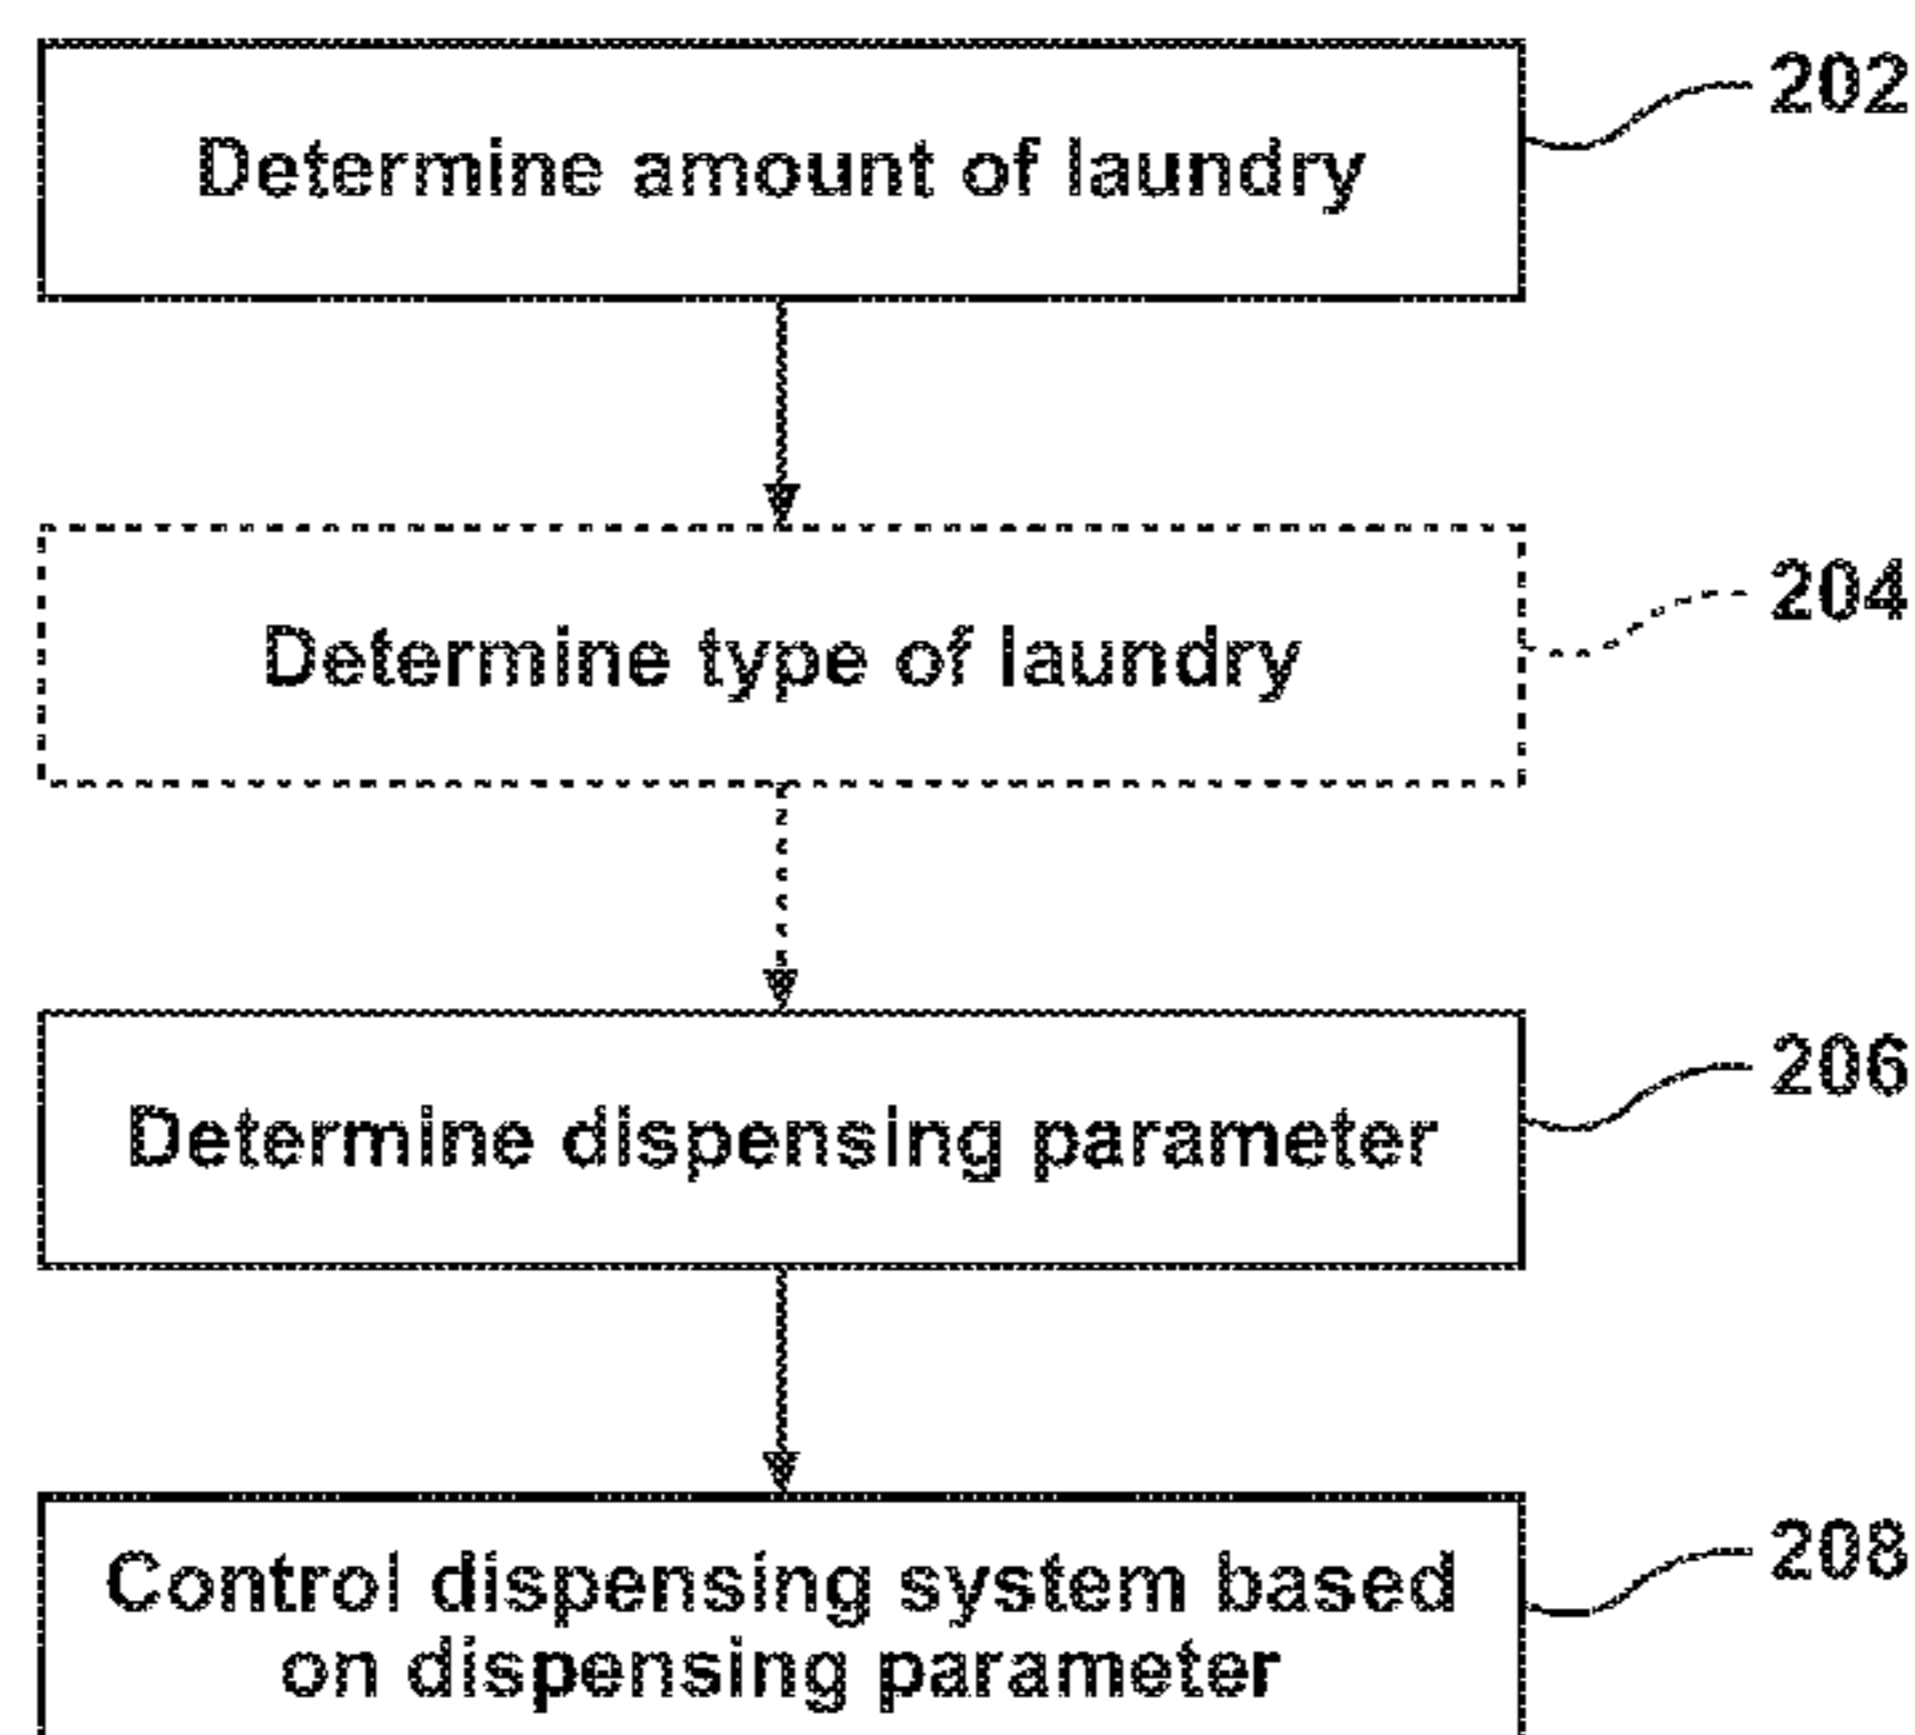 Determine amount of laundry
202
Determine type of laundry
204
Determine dispensing parameter
206
Control dispensing system based
on dispensing parameter
208